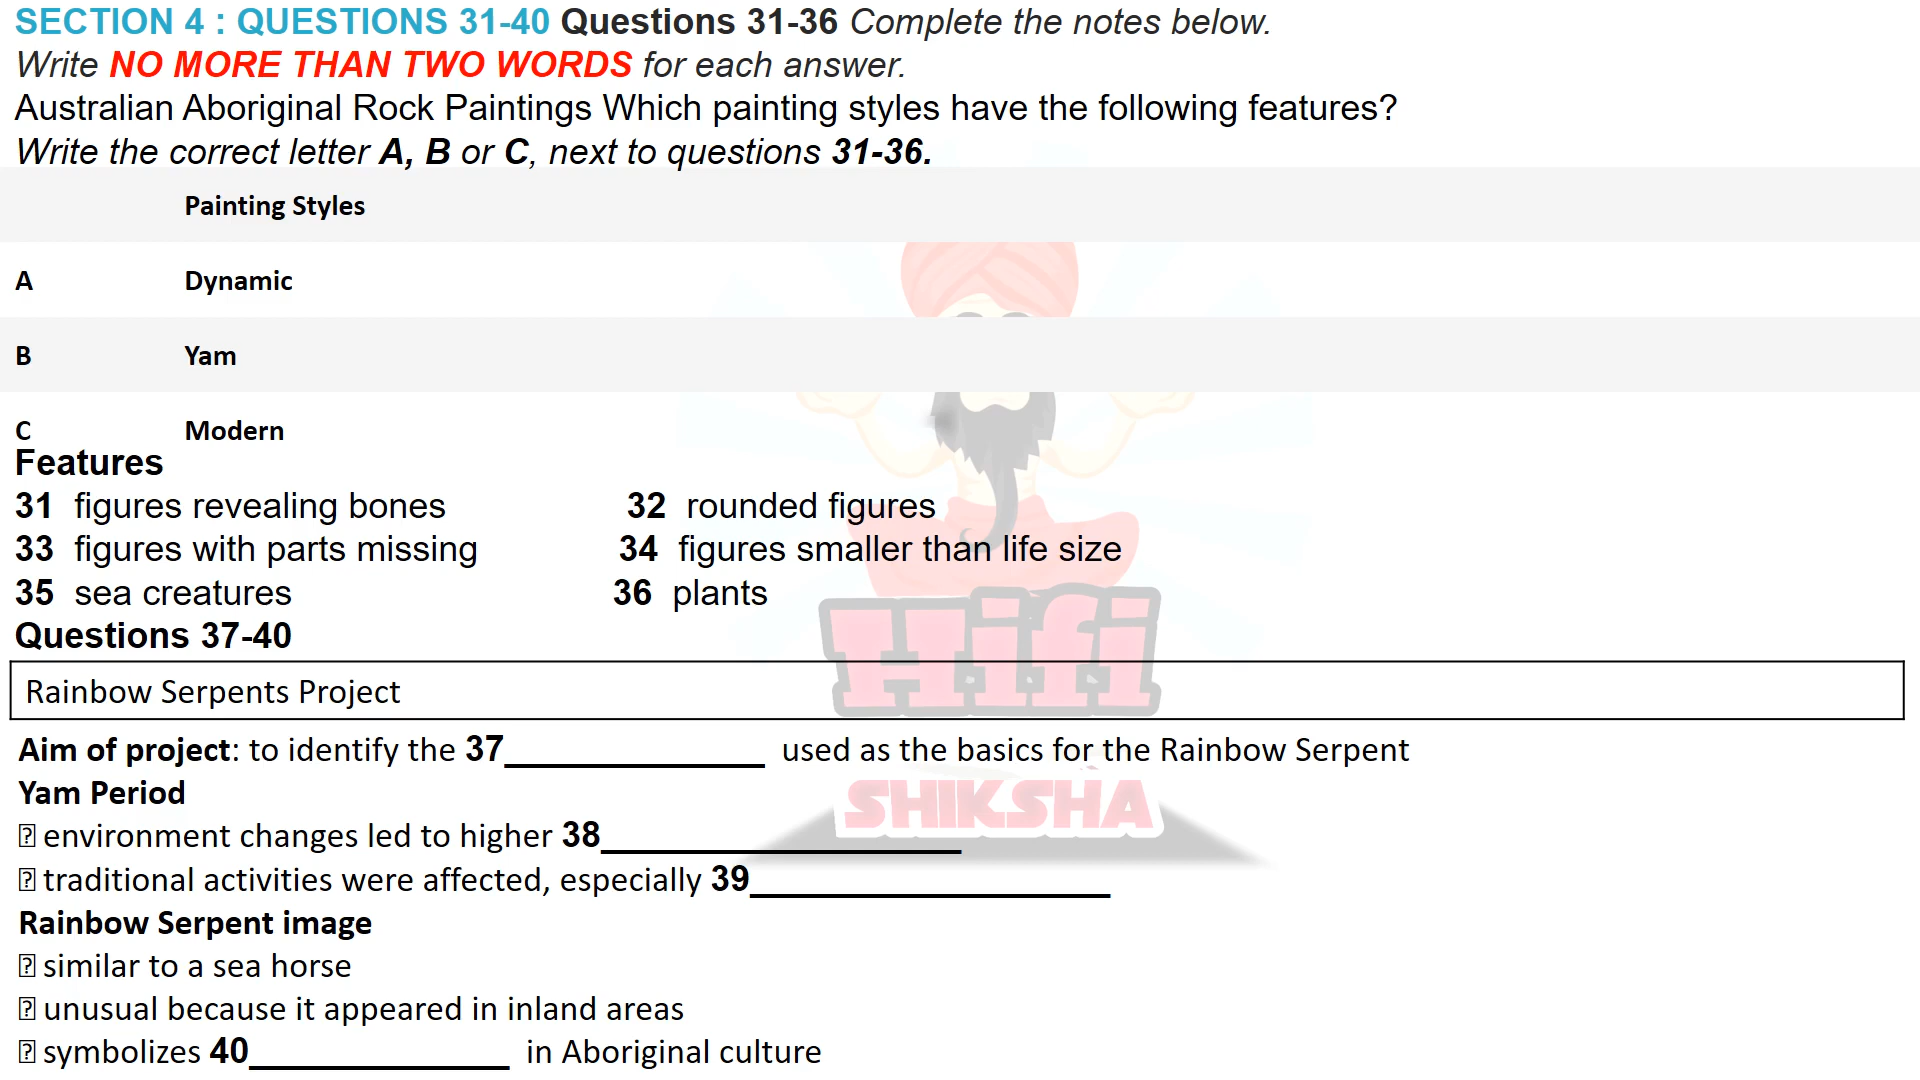 SECTION 4 : QUESTIONS 31-40 Questions 31-36 Complete the notes below.
Write NO MORE THAN TWO WORDS for each answer.
Australian Aboriginal Rock Paintings Which painting styles have the following features?
Write the correct letter A, B or C, next to questions 31-36.
Painting Styles
A Dynamic
B Yam
C Modern
Features
31 figures revealing bones 32 rounded figures
33 figures with parts missing 34 figures smaller than life size
35 sea creatures 36 plants
Questions 37-40
Rainbow Serpents Project
Aim of project: to identify the 37_____________ used as the basics for the Rainbow Serpent
Yam Period
environment changes led to higher 38__________________
traditional activities were affected, especially 39__________________
Rainbow Serpent image
similar to a sea horse
unusual because it appeared in inland areas
symbolizes 40_____________ in Aboriginal culture
Hifi
SHIKSHA